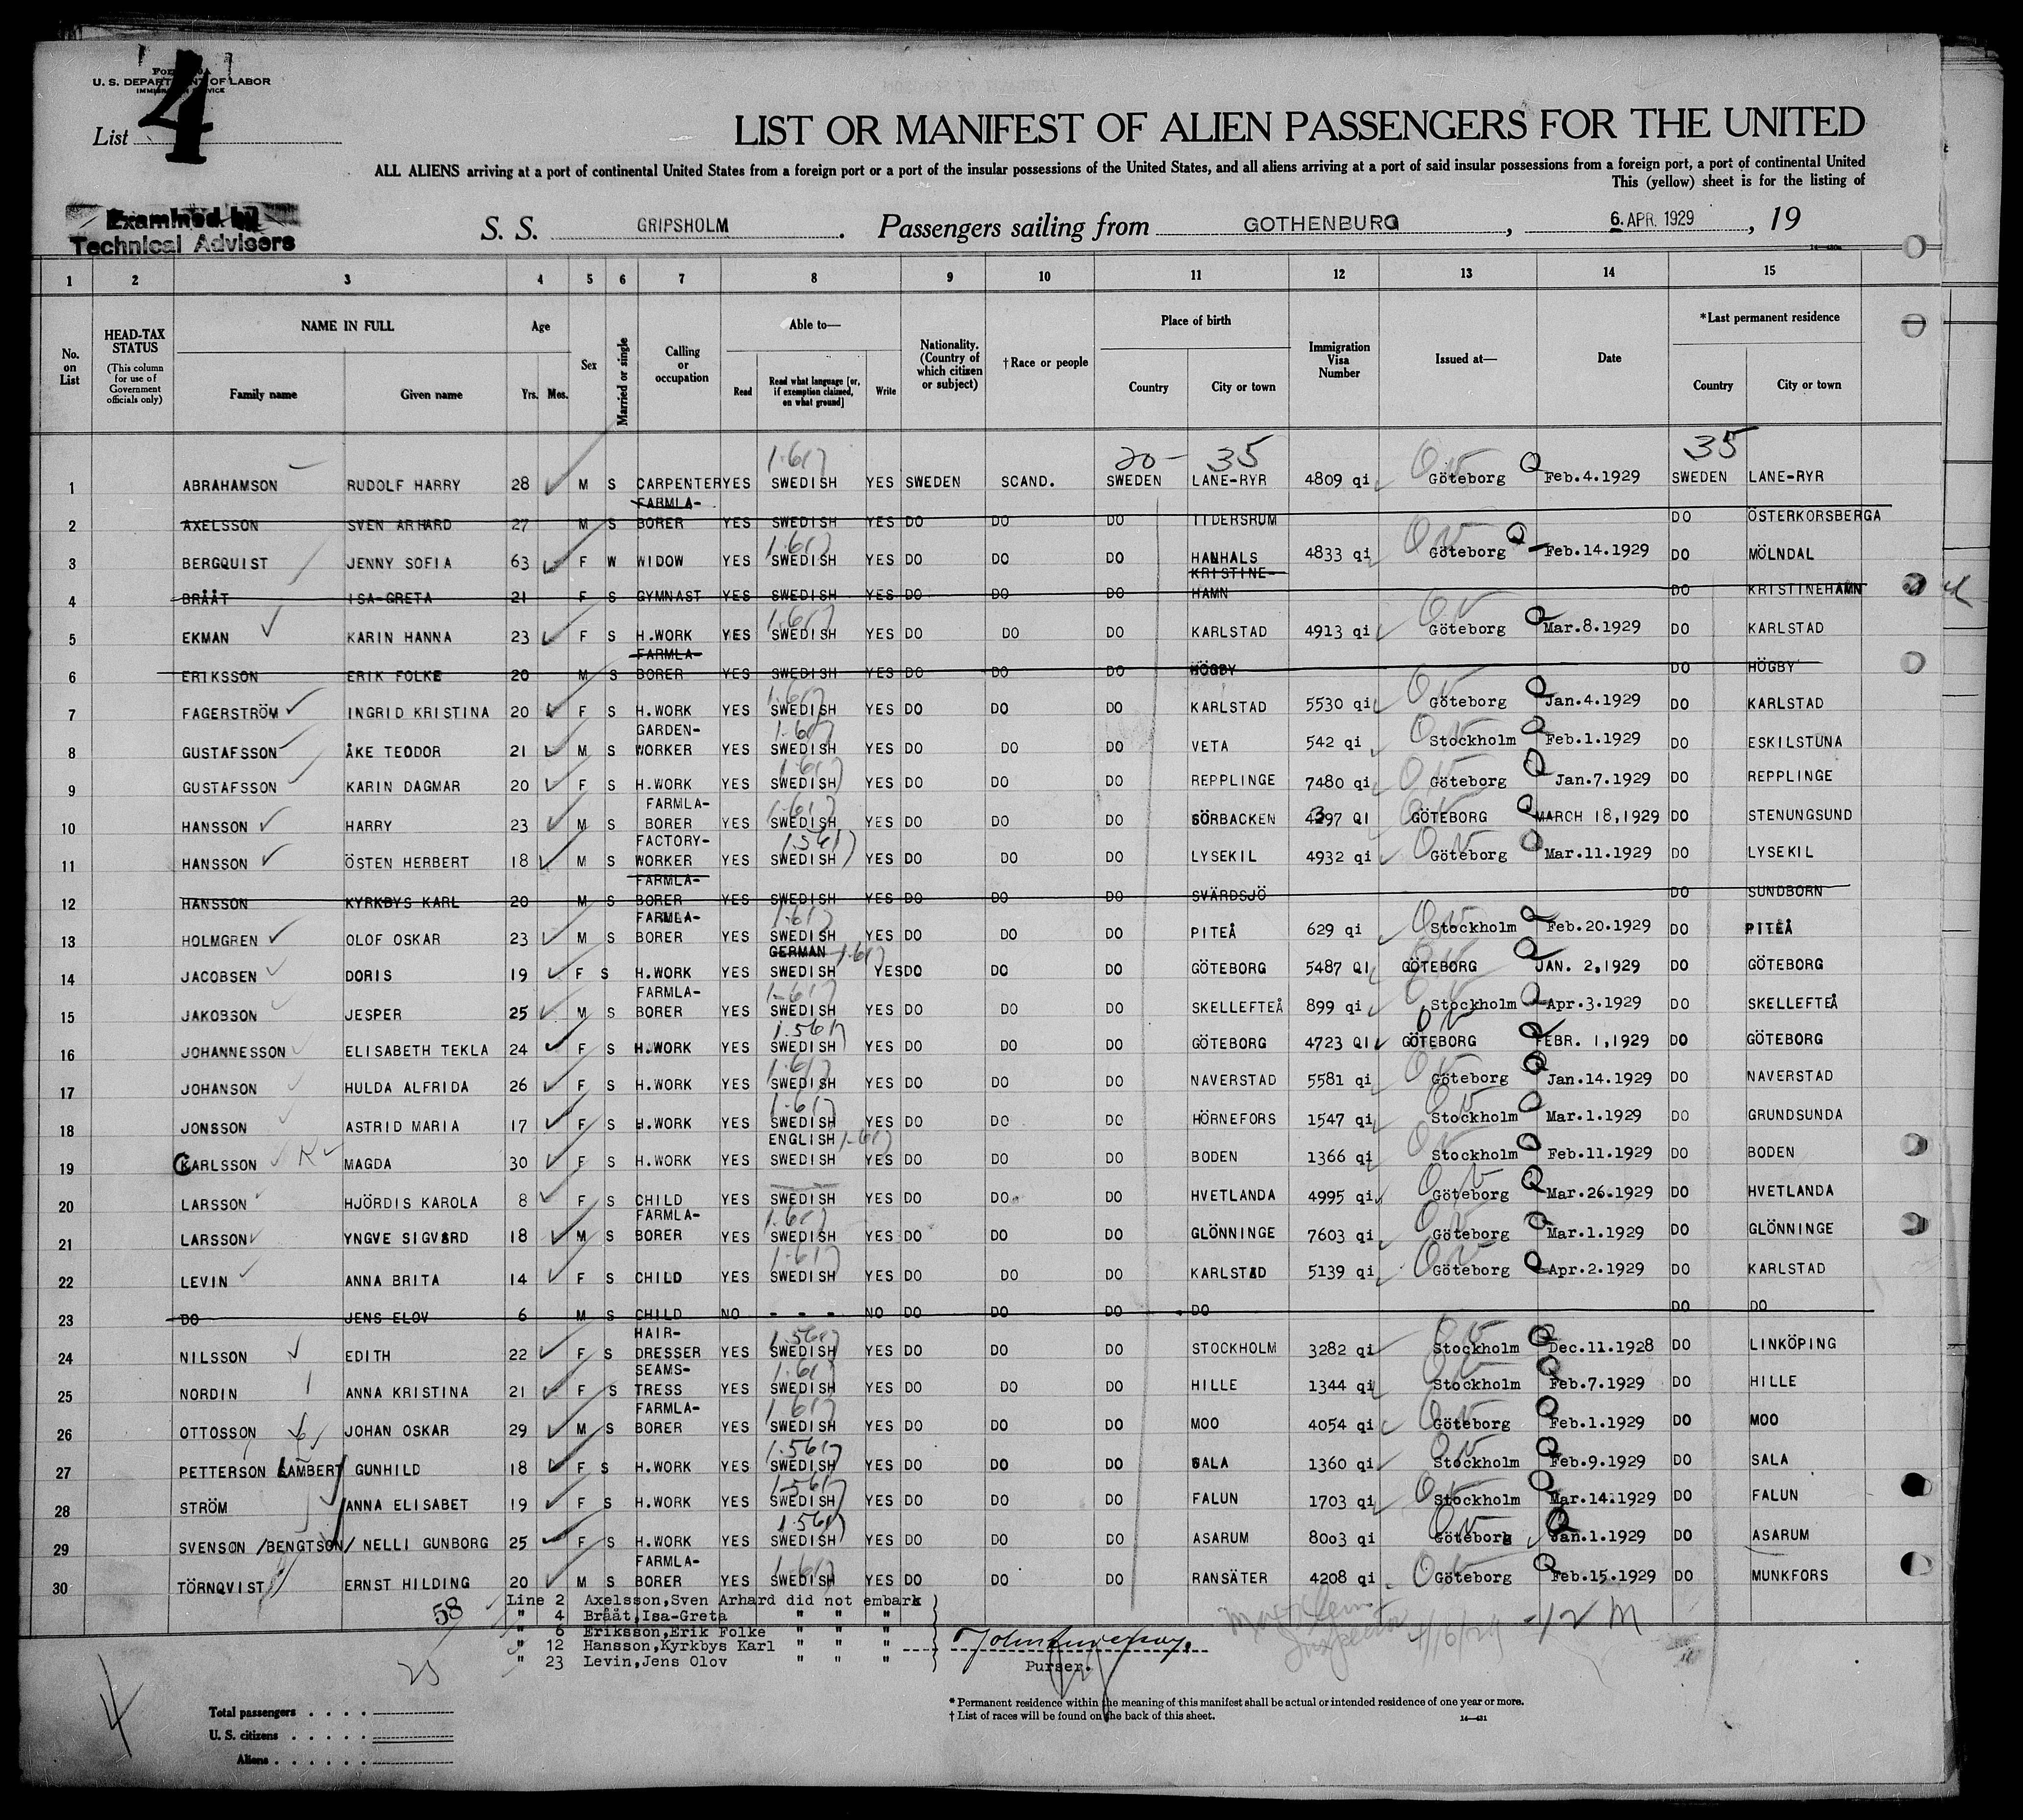 U. S. DEPARTMENT OF LABOR
List 4
LIST OR MANIFEST OF ALIEN PASSENGERS FOR THE UNITED
ALL ALIENS arriving at a port of continental United States from a foreign port or a port of the insular possessions of the United States, and all aliens arriving at a port of said insular possessions from a foreign port, a port of continental United
This (yellow) sheet is for the listing of
Examined by
Technical Advisers
S. S. GRIPSHOLM . Passengers sailing from GOTHENBURG , 6. APR. 1929 , 19
1 2 3 4 5 6 7 8 9 10 11 12 13 14 15
No. on List
HEAD-TAX STATUS
(This column for use of Government officials only)
NAME IN FULL
Family name Given name
Age
Yrs. Mos.
Sex
Married or single
Calling or occupation
Able to—
Read Read what language [or, if exemption claimed, on what ground] Write
Nationality. (Country of which citizen or subject)
†Race or people
Place of birth
Country City or town
Immigration Visa Number
Issued at—
Date
*Last permanent residence
Country City or town
20- 35 35
1 ABRAHAMSON RUDOLF HARRY 28 M S CARPENTER YES SWEDISH YES SWEDEN SCAND. SWEDEN LANE-RYR 4809 qi Göteborg Feb.4.1929 SWEDEN LANE-RYR
2 AXELSSON SVEN ARHARD 27 M S FARMLA-BORER YES SWEDISH YES DO DO DO TIDERSRUM DO ÖSTERKORSBERGA
3 BERGQUIST JENNY SOFIA 63 F W WIDOW YES SWEDISH YES DO DO DO HANHALS 4833 qi Göteborg Feb.14.1929 DO MÖLNDAL
4 BRÅÅT ISA-GRETA 21 F S GYMNAST YES SWEDISH YES DO DO DO KRISTINE-HAMN DO KRISTINEHAMN
5 EKMAN KARIN HANNA 23 F S H.WORK YES SWEDISH YES DO DO DO KARLSTAD 4913 qi Göteborg Mar.8.1929 DO KARLSTAD
6 ERIKSSON ERIK FOLKE 20 M S FARMLA-BORER YES SWEDISH YES DO DO DO HÖGBY DO HÖGBY
7 FAGERSTRÖM INGRID KRISTINA 20 F S H.WORK YES SWEDISH YES DO DO DO KARLSTAD 5530 qi Göteborg Jan.4.1929 DO KARLSTAD
8 GUSTAFSSON ÅKE TEODOR 21 M S GARDEN-WORKER YES SWEDISH YES DO DO DO VETA 542 qi Stockholm Feb.1.1929 DO ESKILSTUNA
9 GUSTAFSSON KARIN DAGMAR 20 F S H.WORK YES SWEDISH YES DO DO DO REPPLINGE 7480 qi Göteborg Jan.7.1929 DO REPPLINGE
10 HANSSON HARRY 23 M S FARMLA-BORER YES SWEDISH YES DO DO DO SÖRBACKEN 4397 QI GÖTEBORG MARCH 18,1929 DO STENUNGSUND
11 HANSSON ÖSTEN HERBERT 18 M S FACTORY-WORKER YES SWEDISH YES DO DO DO LYSEKIL 4932 qi Göteborg Mar.11.1929 DO LYSEKIL
12 HANSSON KYRKBYS KARL 20 M S FARMLA-BORER YES SWEDISH YES DO DO DO SVÄRDSJÖ DO SUNDBORN
13 HOLMGREN OLOF OSKAR 23 M S FARMLA-BORER YES SWEDISH YES DO DO DO PITEÅ 629 qi Stockholm Feb.20.1929 DO PITEÅ
14 JACOBSEN DORIS 19 F S H.WORK YES GERMAN SWEDISH YES DO DO DO GÖTEBORG 5487 QI GÖTEBORG JAN. 2,1929 DO GÖTEBORG
15 JAKOBSON JESPER 25 M S FARMLA-BORER YES SWEDISH YES DO DO DO SKELLEFTEÅ 899 qi Stockholm Apr.3.1929 DO SKELLEFTEÅ
16 JOHANNESSON ELISABETH TEKLA 24 F S H.WORK YES SWEDISH YES DO DO DO GÖTEBORG 4723 QI GÖTEBORG FEBR. 1,1929 DO GÖTEBORG
17 JOHANSON HULDA ALFRIDA 26 F S H.WORK YES SWEDISH YES DO DO DO NAVERSTAD 5581 qi Göteborg Jan.14.1929 DO NAVERSTAD
18 JONSSON ASTRID MARIA 17 F S H.WORK YES SWEDISH YES DO DO DO HÖRNEFORS 1547 qi Stockholm Mar.1.1929 DO GRUNDSUNDA
19 CKARLSSON K MAGDA 30 F S H.WORK YES ENGLISH SWEDISH YES DO DO DO BODEN 1366 qi Stockholm Feb.11.1929 DO BODEN
20 LARSSON HJÖRDIS KAROLA 8 F S CHILD YES SWEDISH YES DO DO DO HVETLANDA 4995 qi Göteborg Mar.26.1929 DO HVETLANDA
21 LARSSON YNGVE SIGVARD 18 M S FARMLA-BORER YES SWEDISH YES DO DO DO GLÖNNINGE 7603 qi Göteborg Mar.1.1929 DO GLÖNNINGE
22 LEVIN ANNA BRITA 14 F S CHILD YES SWEDISH YES DO DO DO KARLSTAD 5139 qi Göteborg Apr.2.1929 DO KARLSTAD
23 DO JENS ELOV 6 M S CHILD NO - - - NO DO DO DO DO DO DO
24 NILSSON EDITH 22 F S HAIR-DRESSER YES SWEDISH YES DO DO DO STOCKHOLM 3282 qi Stockholm Dec.11.1928 DO LINKÖPING
25 NORDIN ANNA KRISTINA 21 F S SEAMS-TRESS YES SWEDISH YES DO DO DO HILLE 1344 qi Stockholm Feb.7.1929 DO HILLE
26 OTTOSSON JOHAN OSKAR 29 M S FARMLA-BORER YES SWEDISH YES DO DO DO MOO 4054 qi Göteborg Feb.1.1929 DO MOO
27 PETTERSON LAMBERT/ GUNHILD 18 F S H.WORK YES SWEDISH YES DO DO DO SALA 1360 qi Stockholm Feb.9.1929 DO SALA
28 STRÖM ANNA ELISABET 19 F S H.WORK YES SWEDISH YES DO DO DO FALUN 1703 qi Stockholm Mar.14.1929 DO FALUN
29 SVENSON /BENGTSON/ NELLI GUNBORG 25 F S H.WORK YES SWEDISH YES DO DO DO ASARUM 8003 qi Göteborg Jan.1.1929 DO ASARUM
30 TÖRNQVIST ERNST HILDING 20 M S FARMLA-BORER YES SWEDISH YES DO DO DO RANSÄTER 4208 qi Göteborg Feb.15.1929 DO MUNKFORS
58
Line 2 Axelsson,Sven Arhard did not embark
" 4 Brååt,Isa-Greta " " "
" 6 Eriksson,Erik Folke " " "
" 12 Hansson,Kyrkbys Karl " " "
" 23 Levin,Jens Olov " " "
Purser.
Inspector
25
4
Total passengers
U. S. citizens
Aliens
* Permanent residence within the meaning of this manifest shall be actual or intended residence of one year or more.
† List of races will be found on the back of this sheet.
14—431